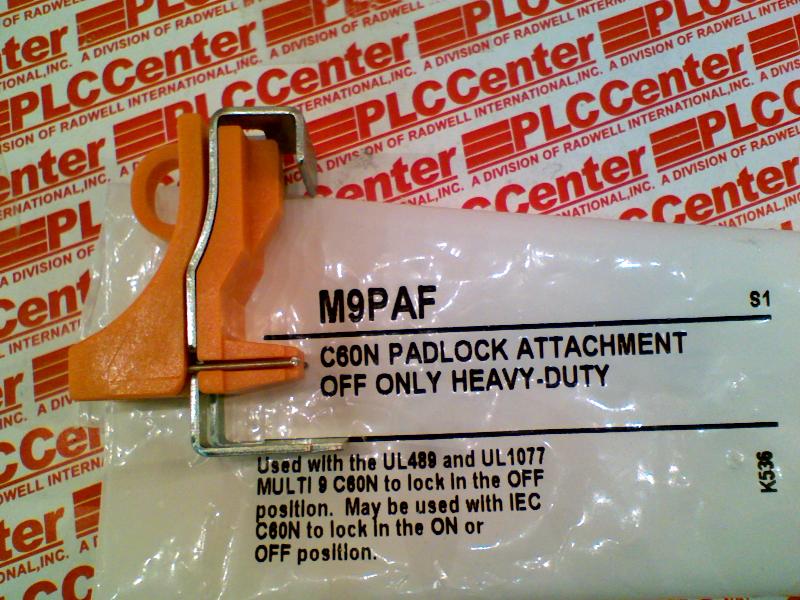 PLCCenter
A DIVISION OF RADWELL INTERNATIONAL, INC.
M9PAF
S1
C60N PADLOCK ATTACHMENT
OFF ONLY HEAVY-DUTY
Used with the UL489 and UL1077
MULTI 9 C60N to lock in the OFF
position. May be used with IEC
C60N to lock in the ON or
OFF position.
K536